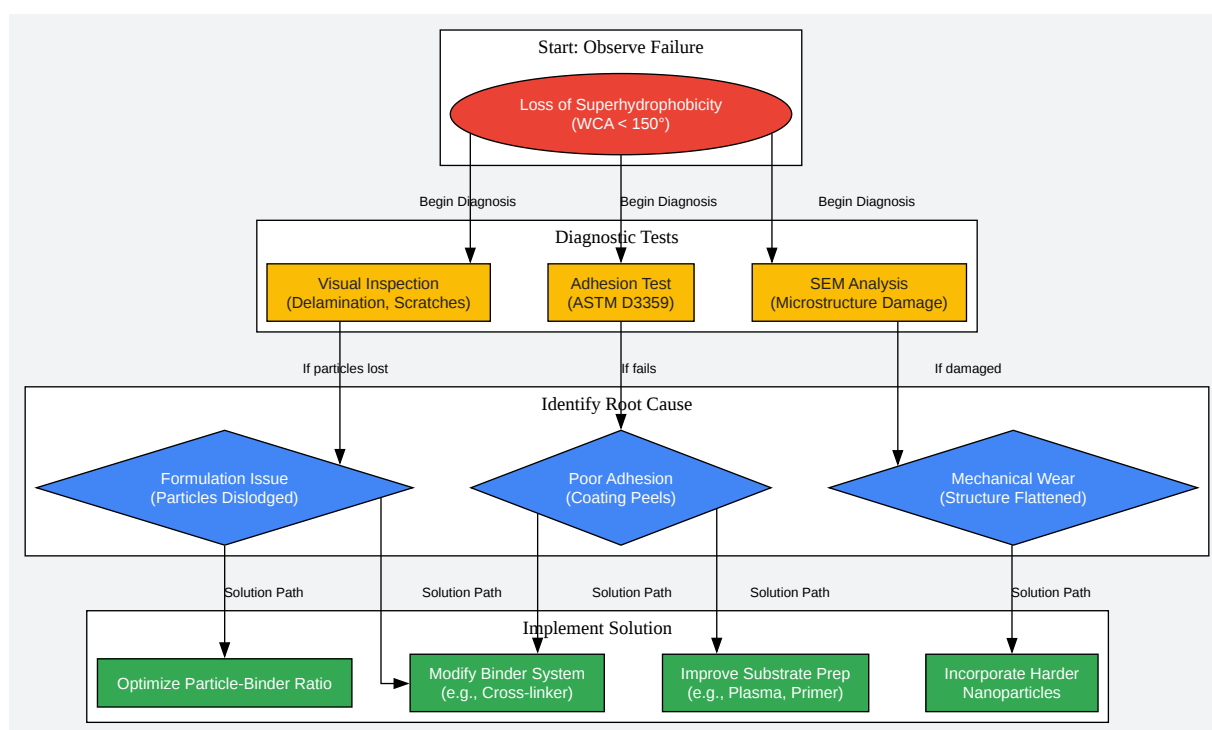 Start: Observe Failure
Loss of Superhydrophobicity
(WCA < 150°)
Begin Diagnosis
Begin Diagnosis
Begin Diagnosis
Diagnostic Tests
Visual Inspection
(Delamination, Scratches)
Adhesion Test
(ASTM D3359)
SEM Analysis
(Microstructure Damage)
If particles lost
If fails
If damaged
Identify Root Cause
Formulation Issue
(Particles Dislodged)
Poor Adhesion
(Coating Peels)
Mechanical Wear
(Structure Flattened)
Solution Path
Solution Path
Solution Path
Solution Path
Solution Path
Implement Solution
Optimize Particle-Binder Ratio
Modify Binder System
(e.g., Cross-linker)
Improve Substrate Prep
(e.g., Plasma, Primer)
Incorporate Harder
Nanoparticles